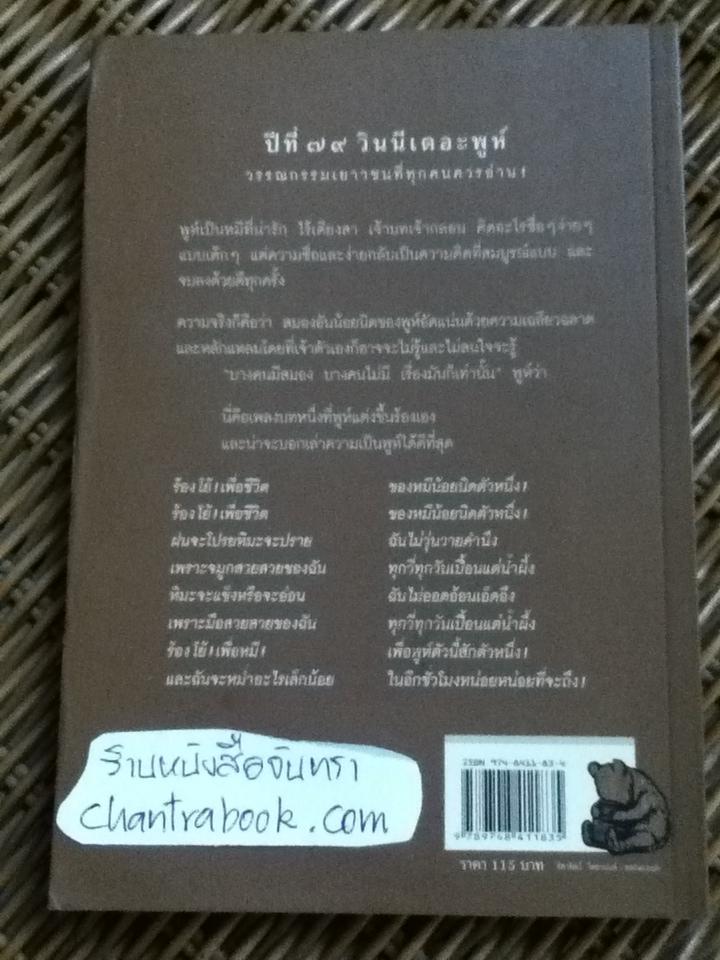 ปีที่ ๗๙ วินนีเดอะพูห์
วรรณกรรมเยาวชนที่ทุกคนควรอ่าน!
พูห์เป็นหมีที่น่ารัก ไร้เดียงสา เจ้าบทเจ้ากลอน คิดอะไรซื่อๆง่ายๆ
แบบเด็กๆ แต่ความซื่อและง่ายกลับเป็นความคิดที่สมบูรณ์แบบ และ
จบลงด้วยดีทุกครั้ง
ความจริงก็คือว่า สมองอันน้อยนิดของพูห์อัดแน่นด้วยความเฉลียวฉลาด
และหลักแหลมโดยที่เจ้าตัวเองก็อาจจะไม่รู้และไม่สนใจจะรู้
"บางคนมีสมอง บางคนไม่มี เรื่องมันก็เท่านั้น" พูห์ว่า
นี่คือเพลงบทหนึ่งที่พูห์แต่งขึ้นร้องเอง
และน่าจะบอกเล่าความเป็นพูห์ได้ดีที่สุด
ร้องโย้!เพื่อชีวิต ของหมีน้อยนิดตัวหนึ่ง!
ร้องโย้!เพื่อชีวิต ของหมีน้อยนิดตัวหนึ่ง!
ฝนจะโปรยหิมะจะปราย ฉันไม่วุ่นวายคำนึง
เพราะจมูกสวยสวยของฉัน ทุกวี่ทุกวันเปื้อนแต่น้ำผึ้ง
หิมะจะแข็งหรือจะอ่อน ฉันไม่ออดอ้อนเอ็ดอึง
เพราะมือสวยสวยของฉัน ทุกวี่ทุกวันเปื้อนแต่น้ำผึ้ง
ร้องโย้!เพื่อหมี! เพื่อพูห์ตัวนี้สักตัวหนึ่ง!
และฉันจะหม่ำอะไรเล็กน้อย ในอีกชั่วโมงหน่อยหน่อยที่จะถึง!
ร้านหนังสือจันทรา
chantrabook.com
ISBN 974-8411-83-4
9 789748 411835
ราคา 115 บาท